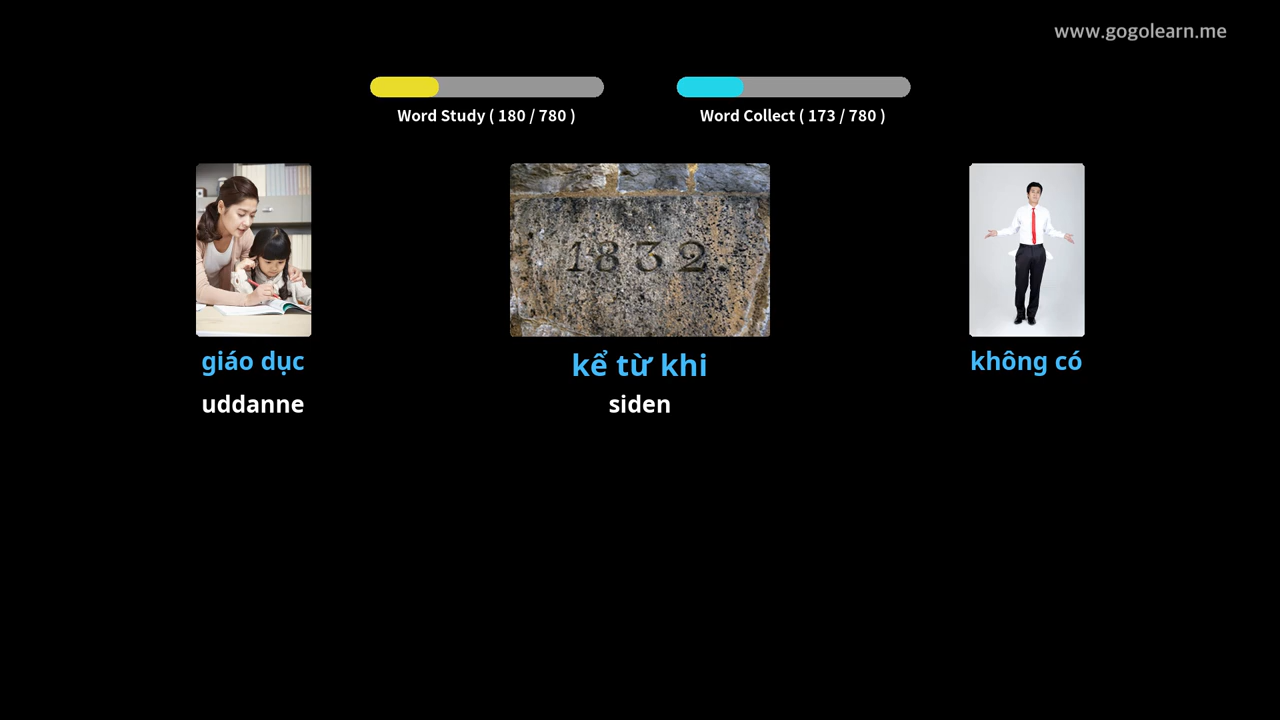 www.gogolearn.me
Word Study ( 180 / 780 )
Word Collect ( 173 / 780 )
1832
giáo dục
kể từ khi
không có
uddanne
siden